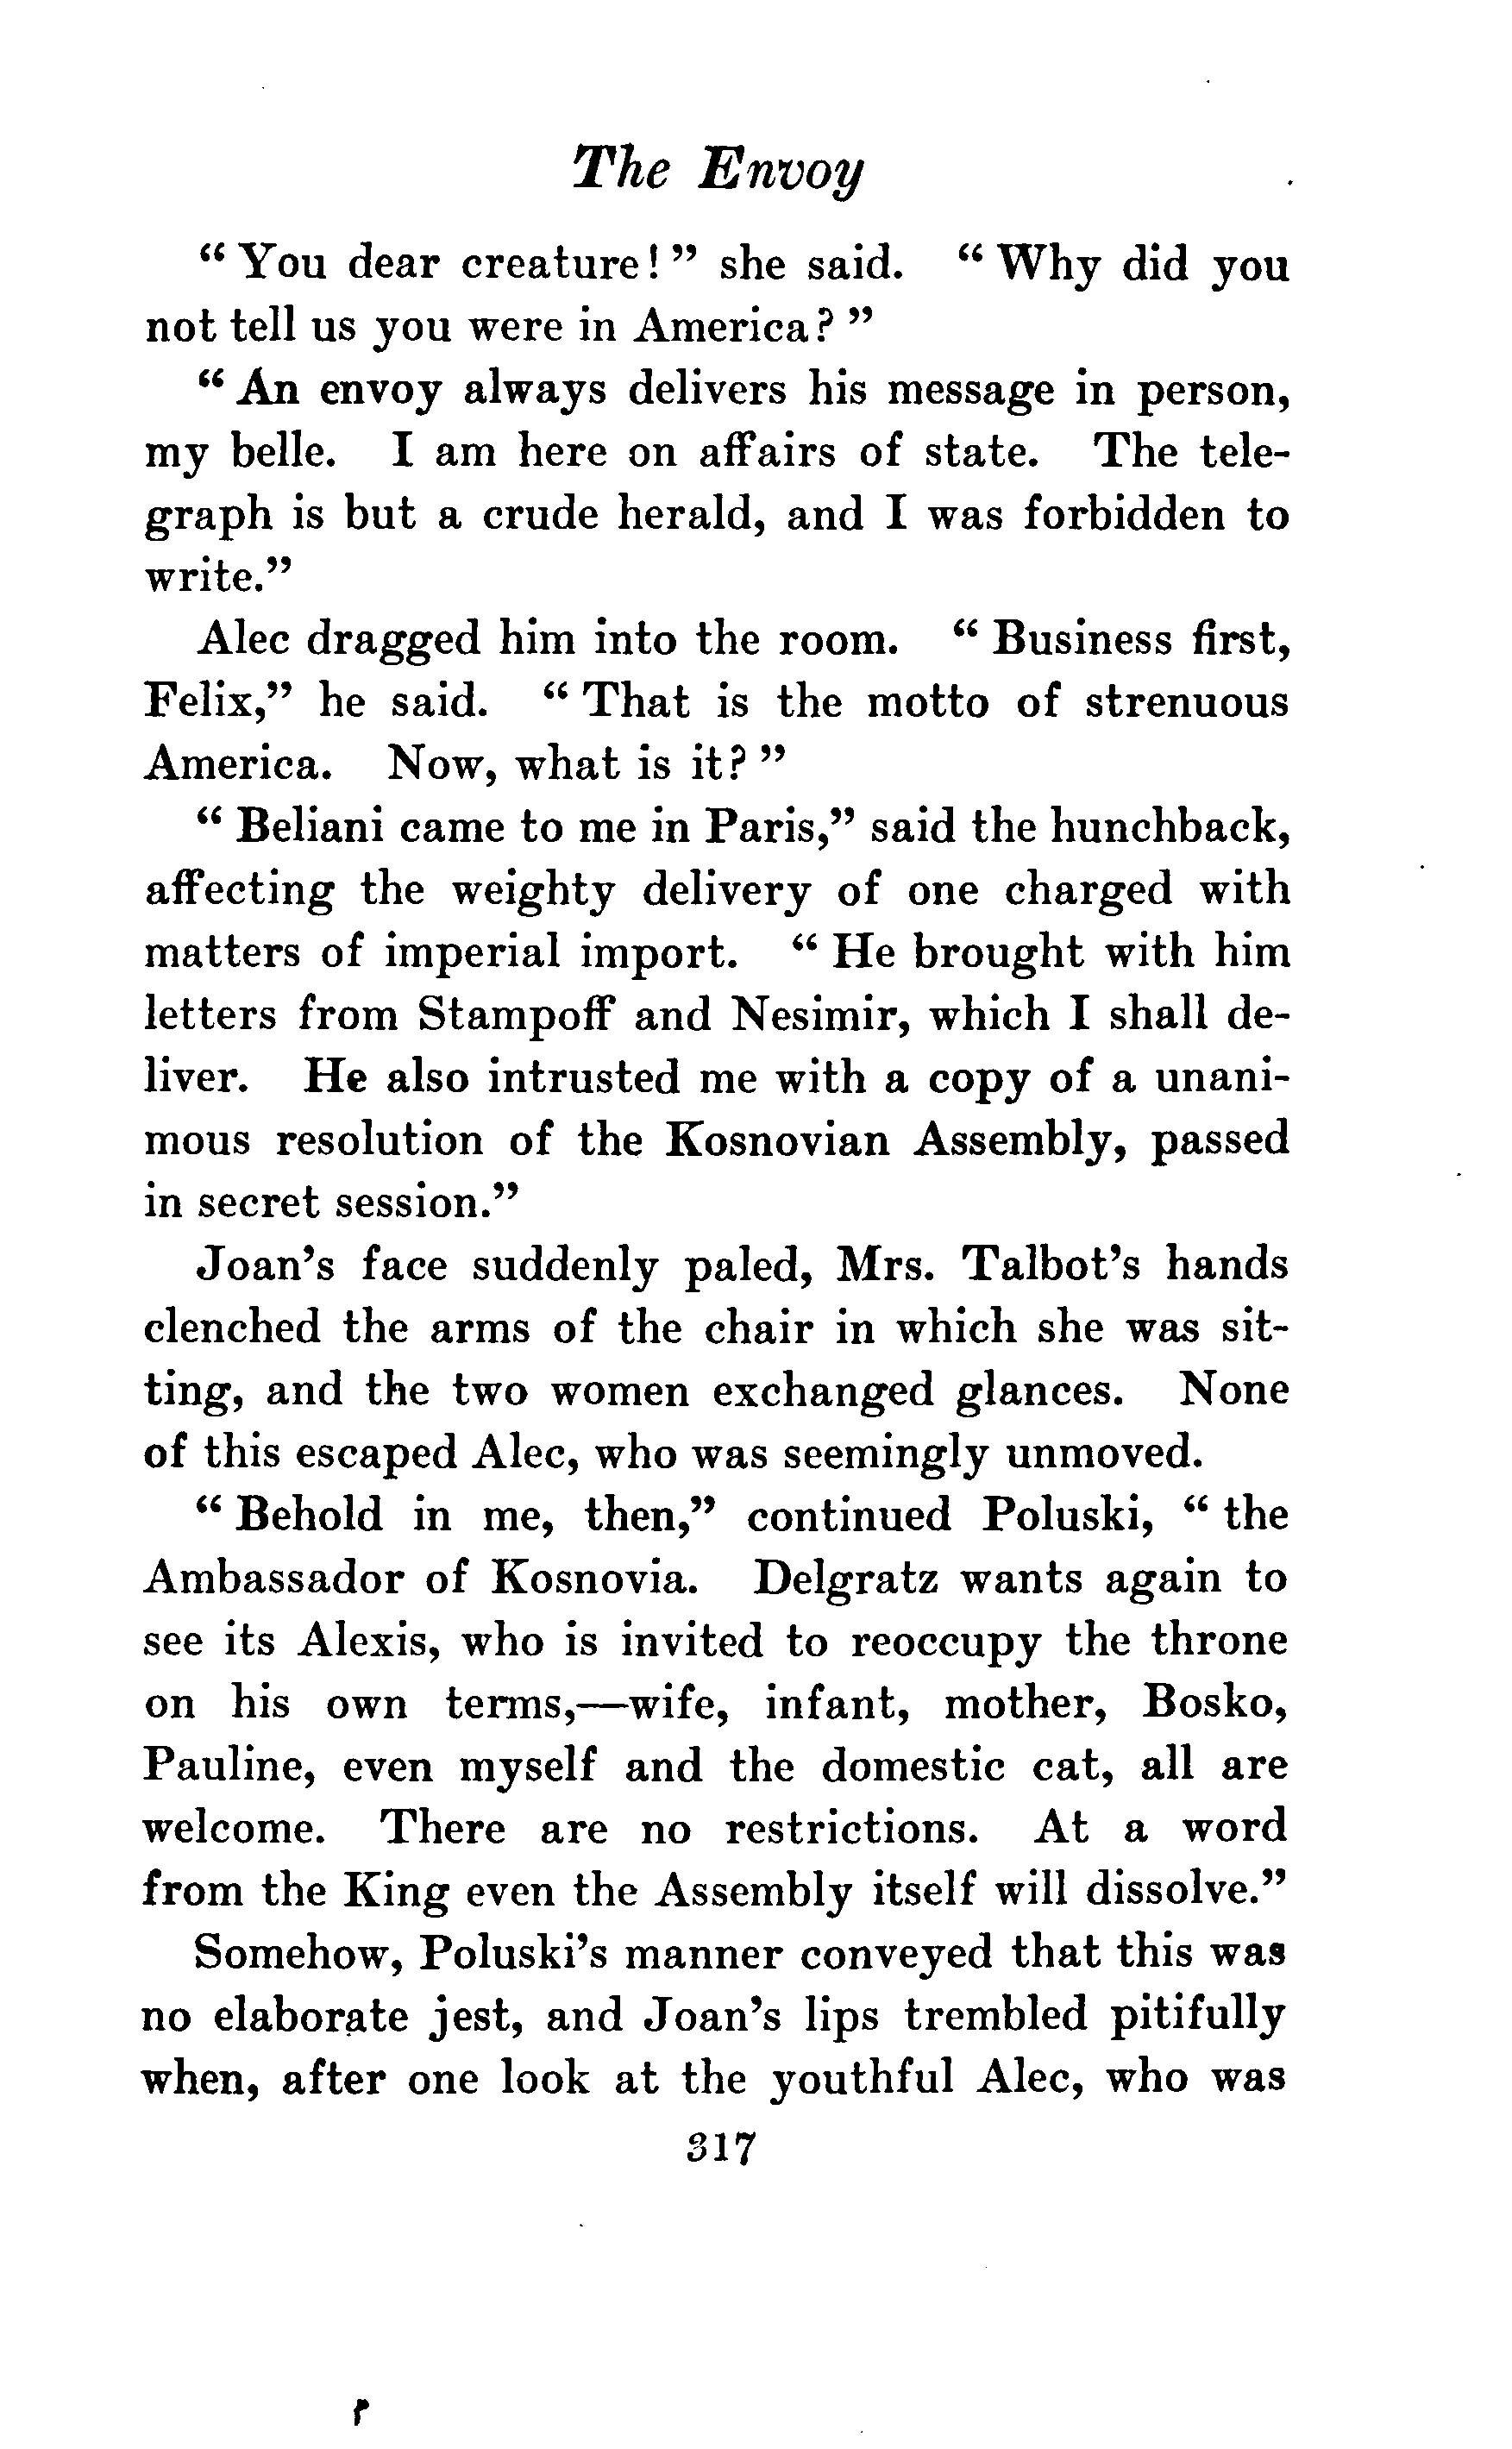 The Envoy
“ You dear creature! ” she said. “ Why did you
not tell us you were in America? ”
“ An envoy always delivers his message in person,
my belle. I am here on affairs of state. The tele-
graph is but a crude herald, and I was forbidden to
write.”
Alec dragged him into the room. “ Business first,
Felix,” he said. “ That is the motto of strenuous
America. Now, what is it? ”
“ Beliani came to me in Paris,” said the hunchback,
affecting the weighty delivery of one charged with
matters of imperial import. “ He brought with him
letters from Stampoff and Nesimir, which I shall de-
liver. He also intrusted me with a copy of a unani-
mous resolution of the Kosnovian Assembly, passed
in secret session.”
Joan’s face suddenly paled, Mrs. Talbot’s hands
clenched the arms of the chair in which she was sit-
ting, and the two women exchanged glances. None
of this escaped Alec, who was seemingly unmoved.
“ Behold in me, then,” continued Poluski, “ the
Ambassador of Kosnovia. Delgratz wants again to
see its Alexis, who is invited to reoccupy the throne
on his own terms,—wife, infant, mother, Bosko,
Pauline, even myself and the domestic cat, all are
welcome. There are no restrictions. At a word
from the King even the Assembly itself will dissolve.”
Somehow, Poluski’s manner conveyed that this was
no elaborate jest, and Joan’s lips trembled pitifully
when, after one look at the youthful Alec, who was
317